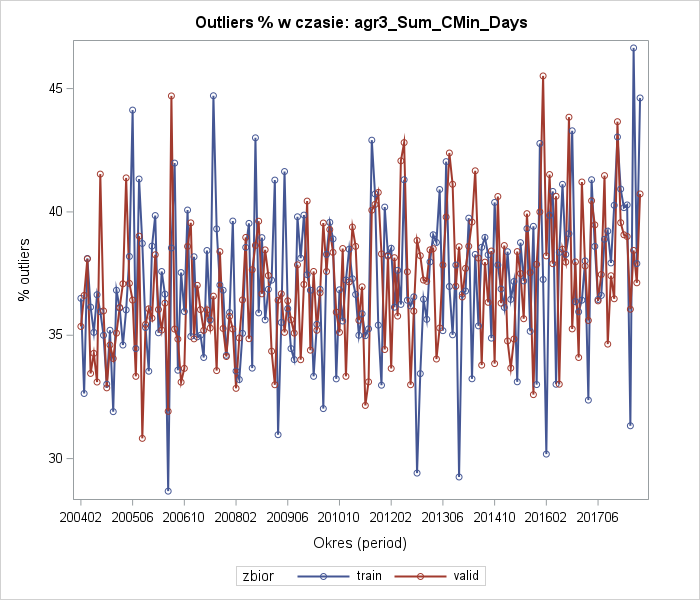 Outliers % w czasie: agr3_Sum_CMin_Days
45
40
35
30
% outliers
200402 200506 200610 200802 200906 201010 201202 201306 201410 201602 201706
Okres (period)
zbior train valid